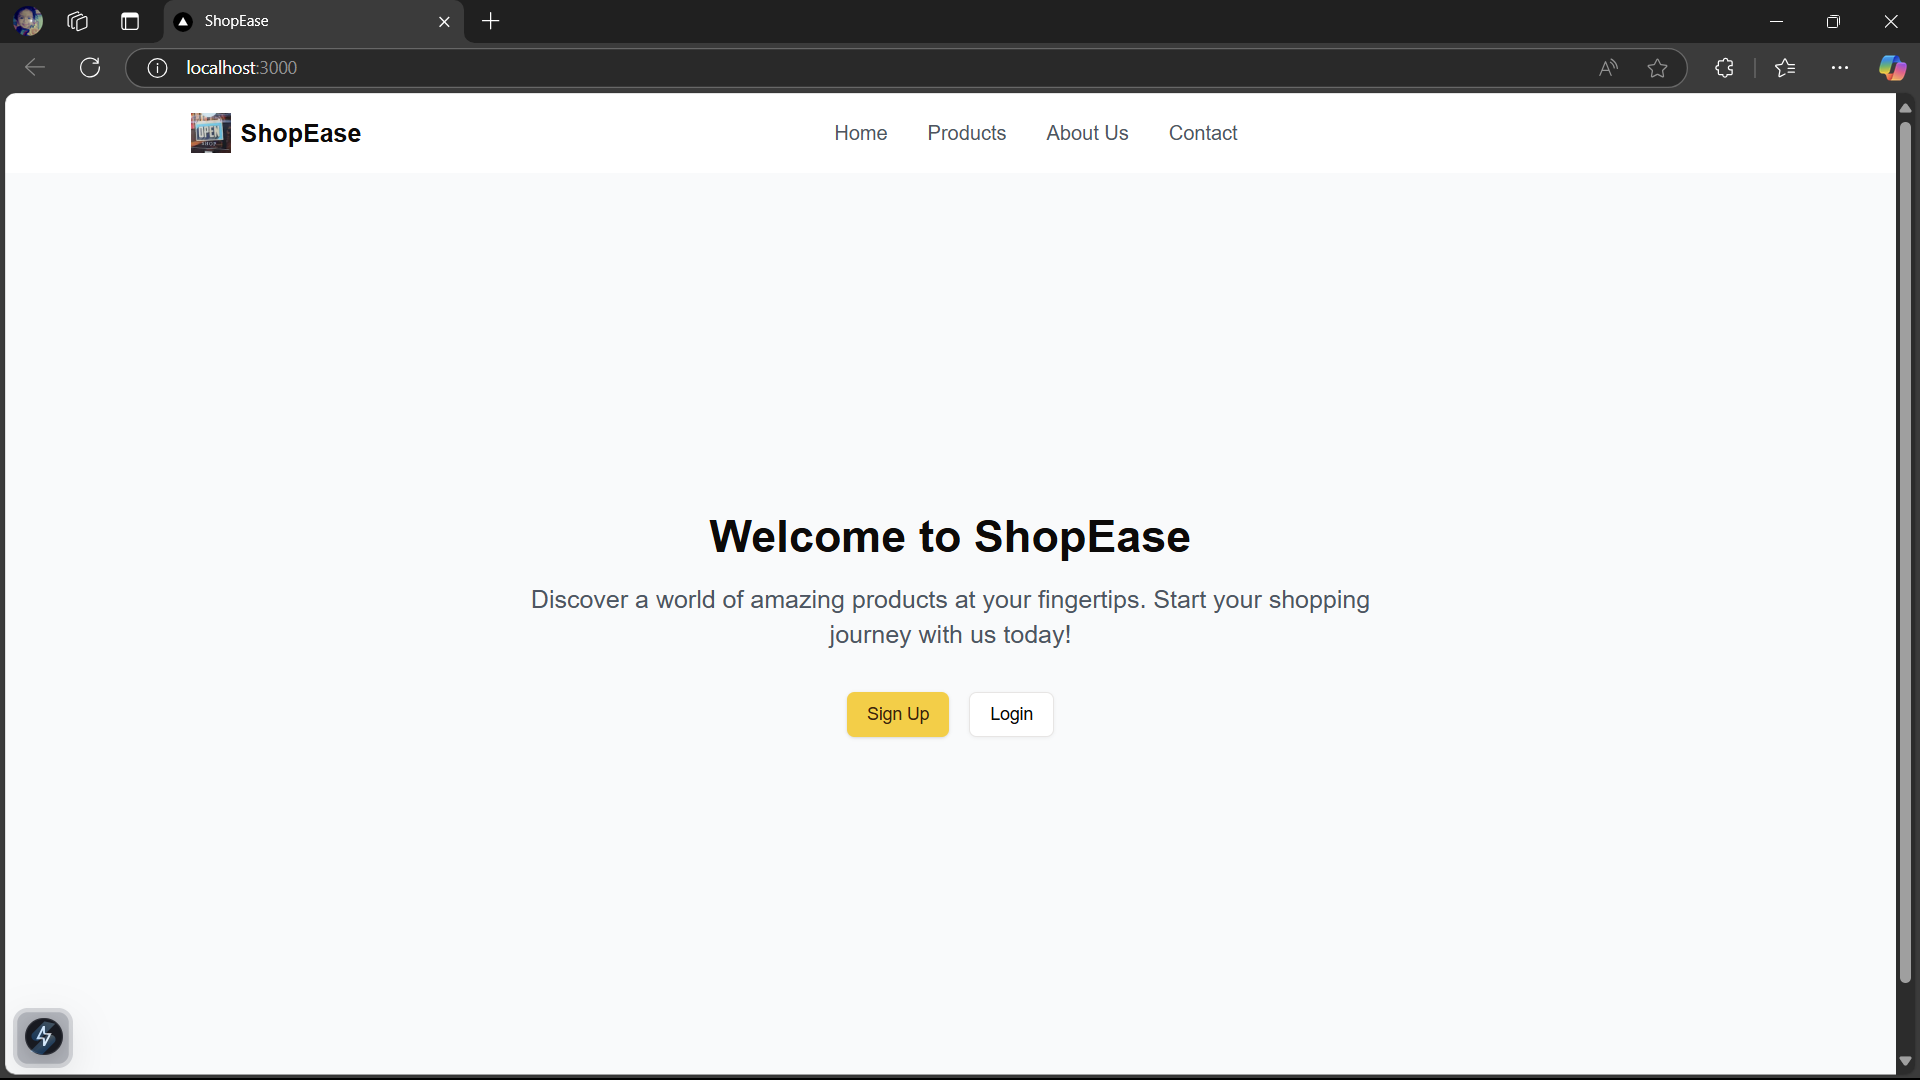 ShopEase
localhost:3000
OPEN
SHOP
ShopEase
Home Products About Us Contact
Welcome to ShopEase
Discover a world of amazing products at your fingertips. Start your shopping
journey with us today!
Sign Up Login